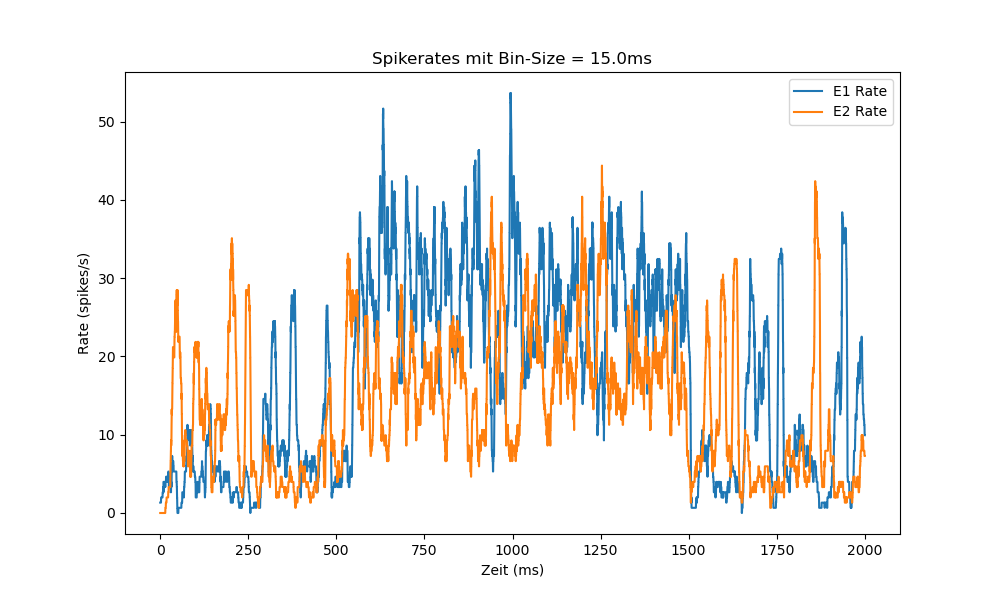 Spikerates mit Bin-Size = 15.0ms
E1 Rate
E2 Rate
Rate (spikes/s)
50
40
30
20
10
0
0 250 500 750 1000 1250 1500 1750 2000
Zeit (ms)